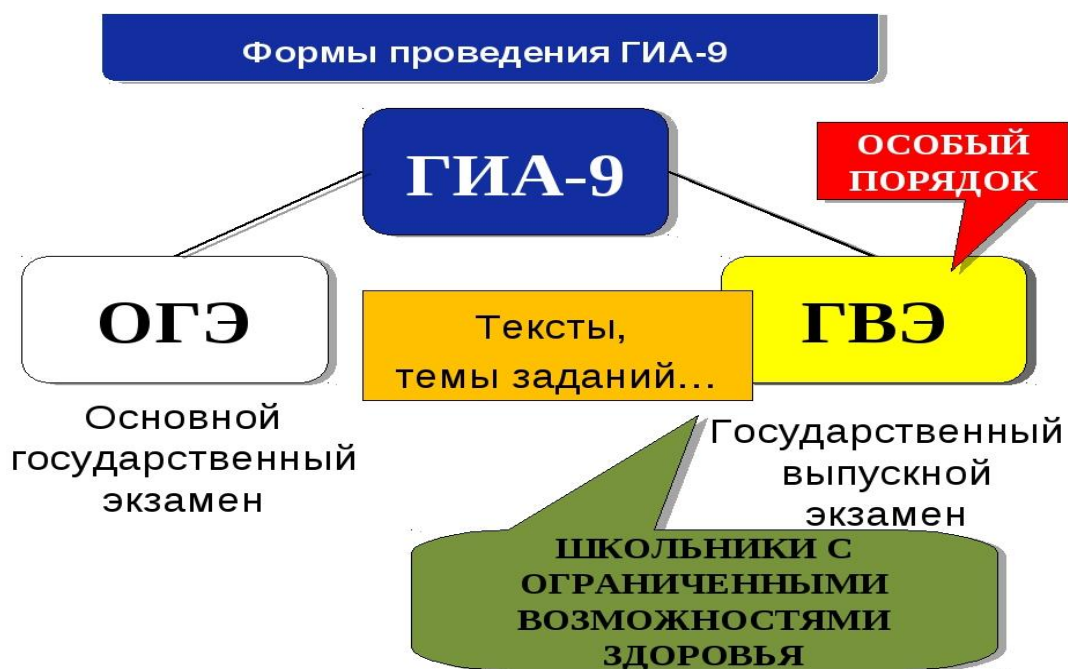 Формы проведения ГИА-9
ГИА-9
ОСОБЫЙ
ПОРЯДОК
ОГЭ
Тексты,
темы заданий...
ГВЭ
Основной
государственный
экзамен
Государственный
выпускной
экзамен
ШКОЛЬНИКИ С
ОГРАНИЧЕННЫМИ
ВОЗМОЖНОСТЯМИ
ЗДОРОВЬЯ